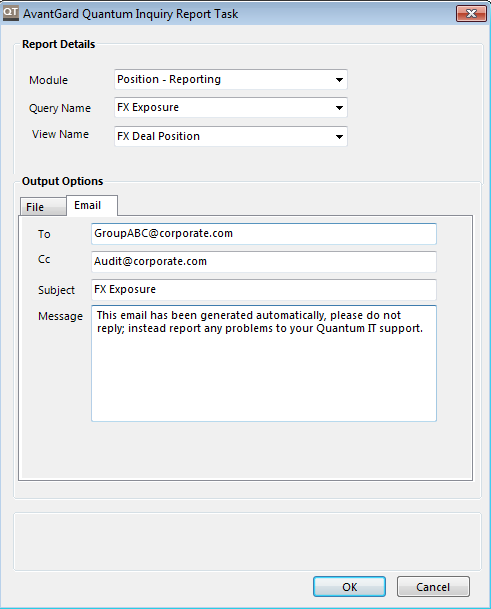 QT AvantGard Quantum Inquiry Report Task
Report Details
Module Position - Reporting
Query Name FX Exposure
View Name FX Deal Position
Output Options
File Email
To GroupABC@corporate.com
Cc Audit@corporate.com
Subject FX Exposure
Message This email has been generated automatically, please do not
reply; instead report any problems to your Quantum IT support.
OK Cancel